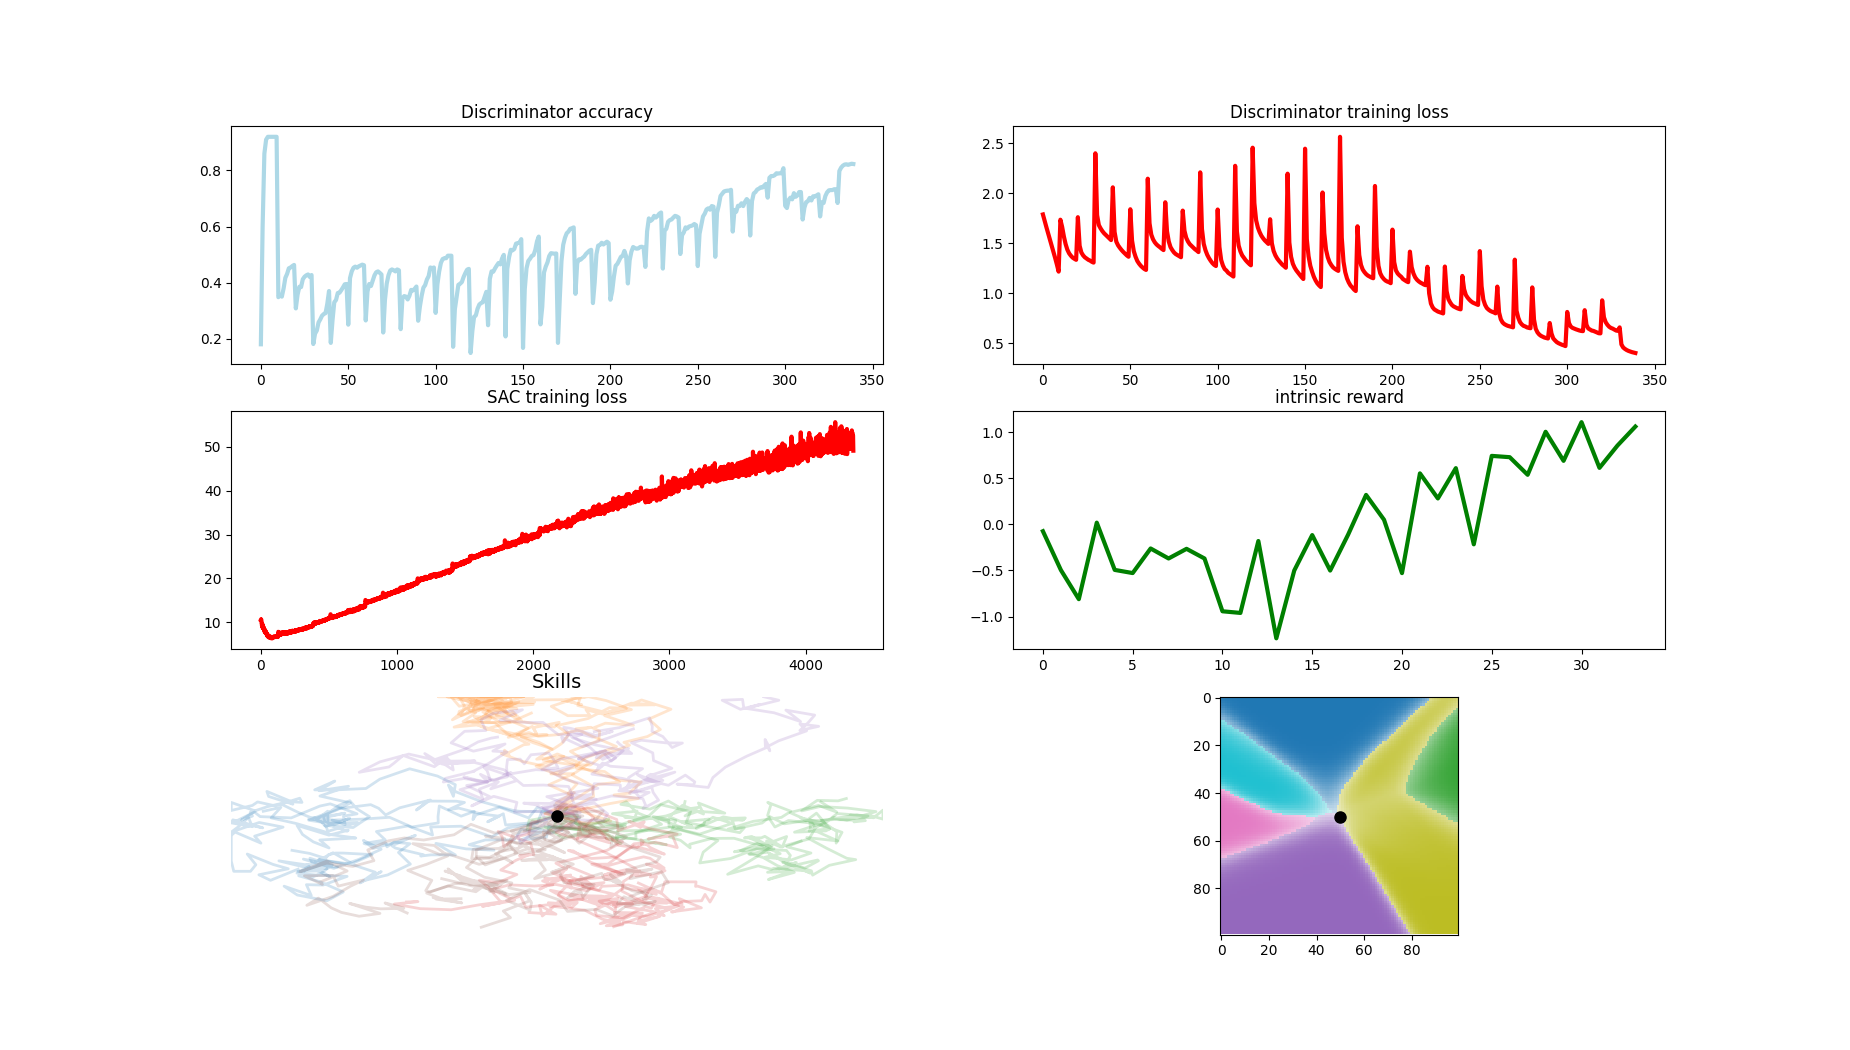 Discriminator accuracy
0.8
0.6
0.4
0.2
0 50 100 150 200 250 300 350
Discriminator training loss
2.5
2.0
1.5
1.0
0.5
0 50 100 150 200 250 300 350
SAC training loss
50
40
30
20
10
0 1000 2000 3000 4000
intrinsic reward
1.0
0.5
0.0
−0.5
−1.0
0 5 10 15 20 25 30
Skills
0
20
40
60
80
0 20 40 60 80